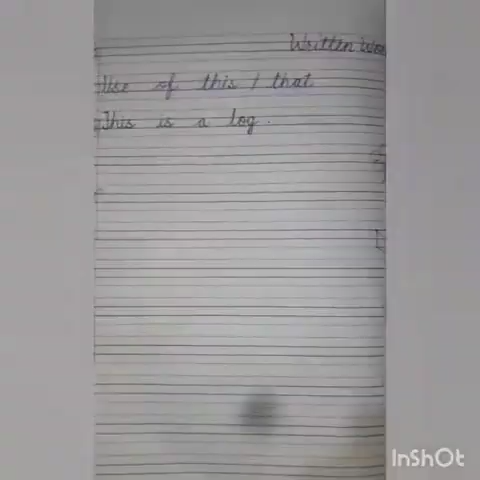 Written
Use of this / that
This is a log.
InShOt